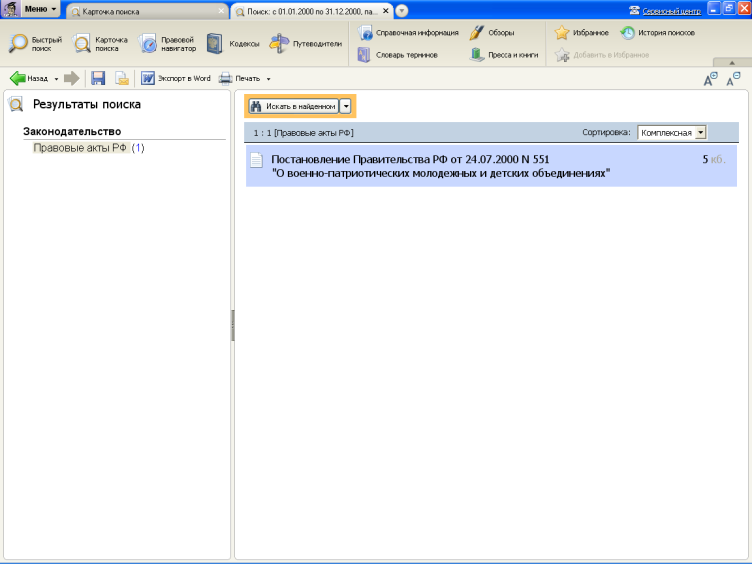 Меню
Карточка поиска
Поиск: с 01.01.2000 по 31.12.2000, па...
Сервисный центр
Быстрый поиск
Карточка поиска
Правовой навигатор
Кодексы
Путеводители
Справочная информация
Словарь терминов
Обзоры
Пресса и книги
Избранное
Добавить в Избранное
История поисков
Назад
Экспорт в Word
Печать
Результаты поиска
Законодательство
Правовые акты РФ (1)
Искать в найденном
1 : 1 [Правовые акты РФ]
Сортировка: Комплексная
Постановление Правительства РФ от 24.07.2000 N 551
5 кб.
"О военно-патриотических молодежных и детских объединениях"